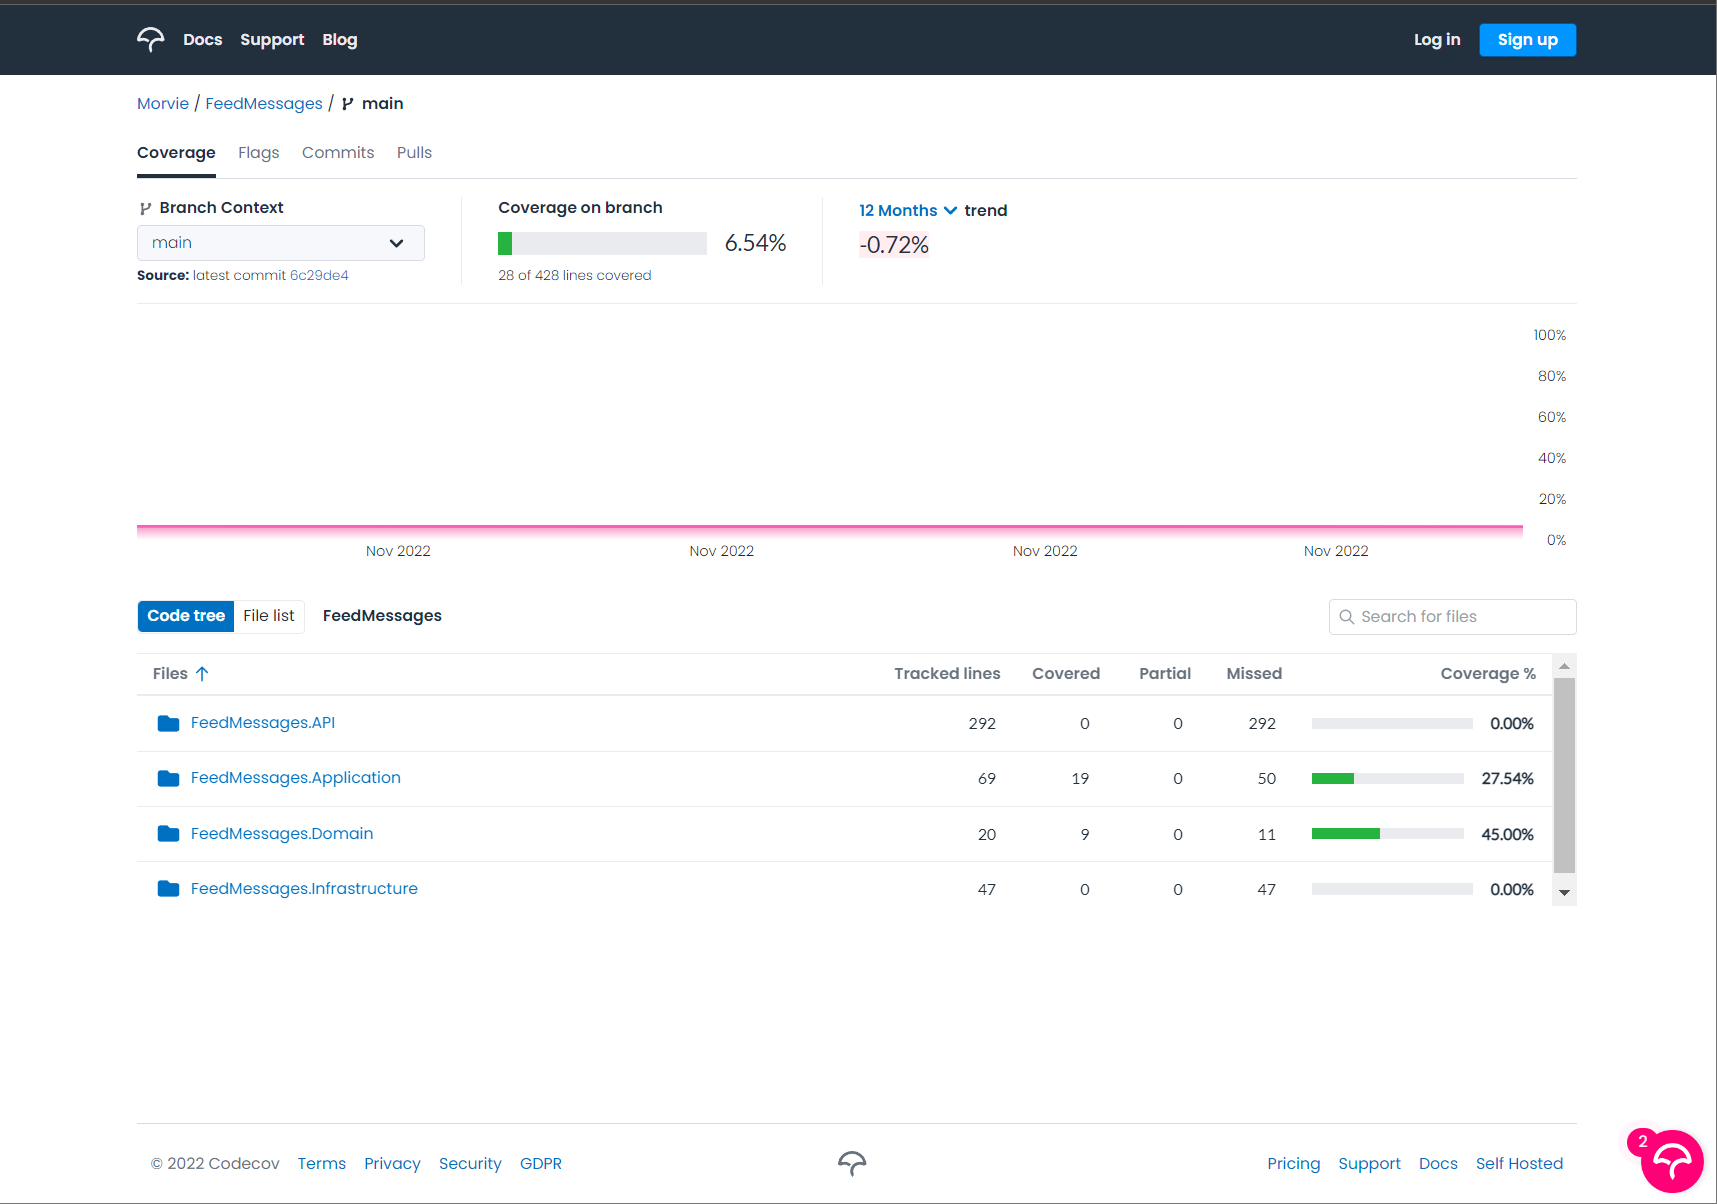 Docs Support Blog Log in Sign up
Morvie / FeedMessages / main
Coverage Flags Commits Pulls
Branch Context
main
Source: latest commit 6c29de4
Coverage on branch
6.54%
28 of 428 lines covered
12 Months trend
-0.72%
100%
80%
60%
40%
20%
0%
Nov 2022 Nov 2022 Nov 2022 Nov 2022
Code tree File list FeedMessages Search for files
Files Tracked lines Covered Partial Missed Coverage %
FeedMessages.API 292 0 0 292 0.00%
FeedMessages.Application 69 19 0 50 27.54%
FeedMessages.Domain 20 9 0 11 45.00%
FeedMessages.Infrastructure 47 0 0 47 0.00%
© 2022 Codecov Terms Privacy Security GDPR Pricing Support Docs Self Hosted
2